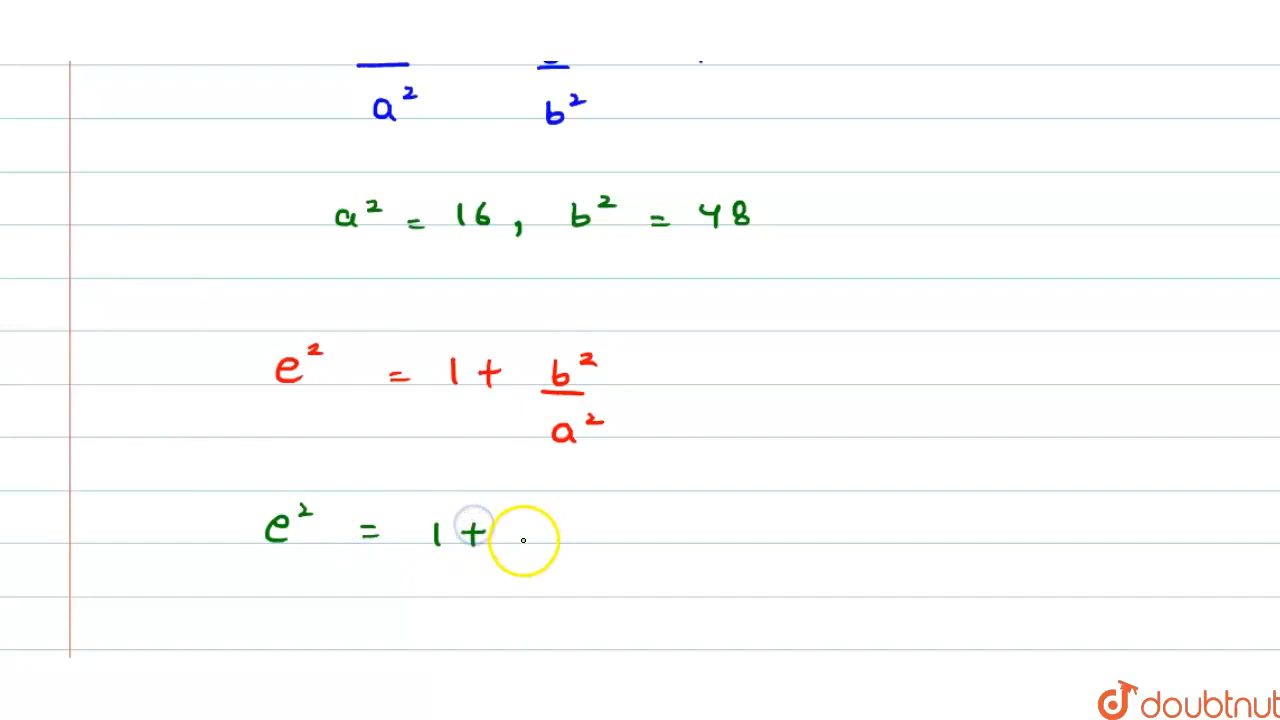 a² b²
a² = 16, b² = 48
e² = 1 + b²/a²
e² = 1 +
doubtnut